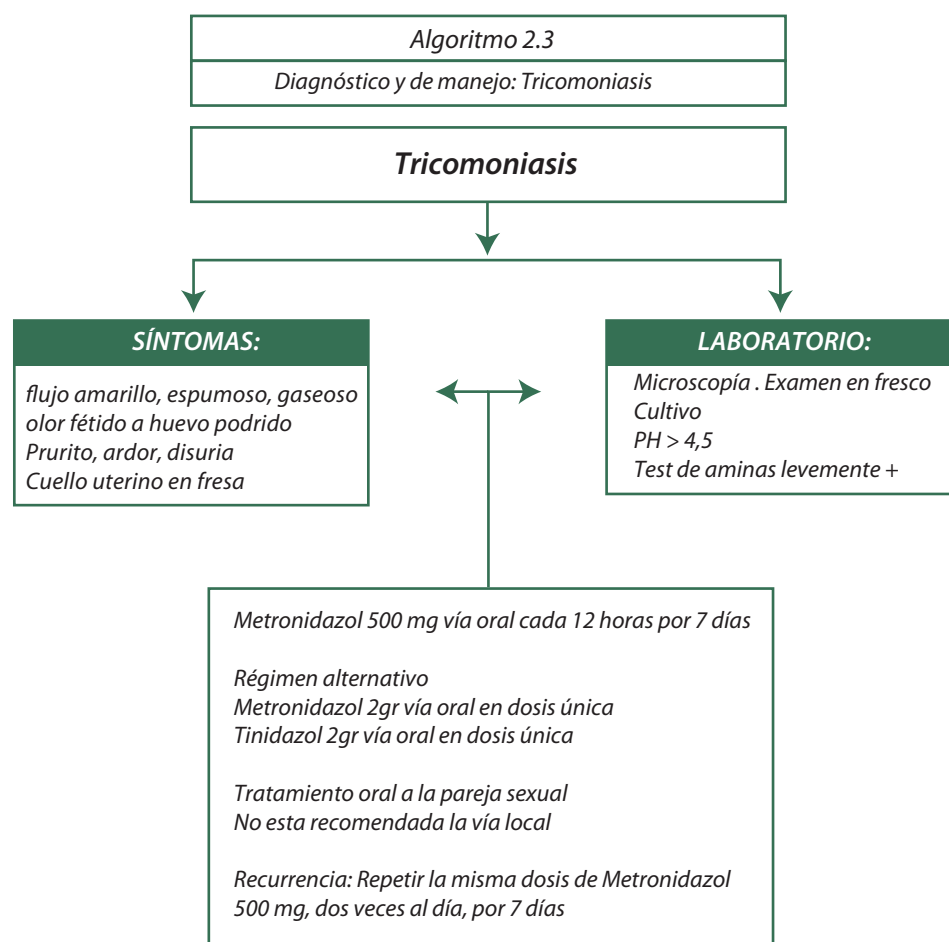 Algoritmo 2.3
Diagnóstico y de manejo: Tricomoniasis
Tricomoniasis
SÍNTOMAS:
flujo amarillo, espumoso, gaseoso
olor fétido a huevo podrido
Prurito, ardor, disuria
Cuello uterino en fresa
LABORATORIO:
Microscopía . Examen en fresco
Cultivo
PH > 4,5
Test de aminas levemente +
Metronidazol 500 mg vía oral cada 12 horas por 7 días
Régimen alternativo
Metronidazol 2gr vía oral en dosis única
Tinidazol 2gr vía oral en dosis única
Tratamiento oral a la pareja sexual
No esta recomendada la vía local
Recurrencia: Repetir la misma dosis de Metronidazol
500 mg, dos veces al día, por 7 días